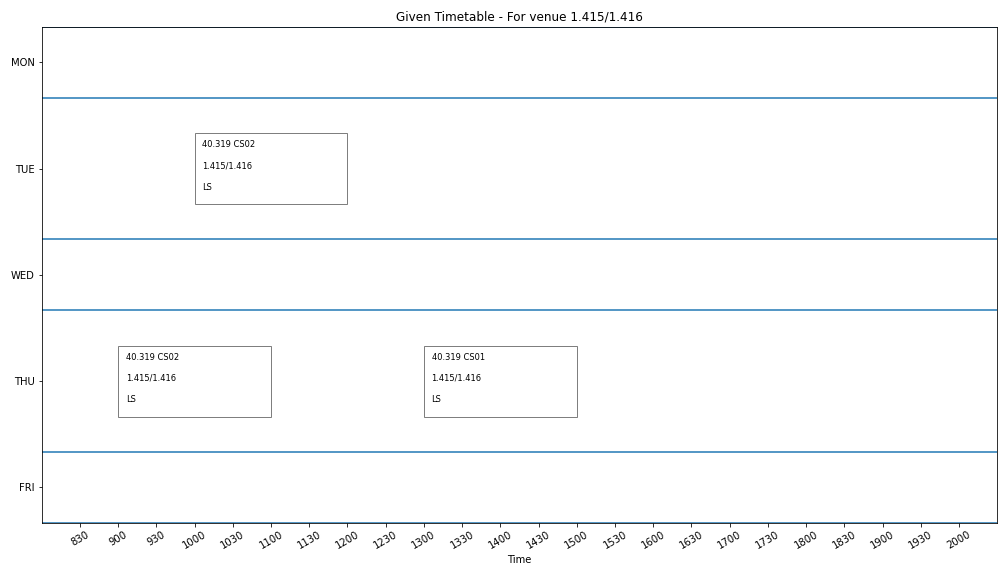 Given Timetable - For venue 1.415/1.416
MON
TUE
40.319 CS02
1.415/1.416
LS
WED
THU
40.319 CS02
1.415/1.416
LS
40.319 CS01
1.415/1.416
LS
FRI
830 900 930 1000 1030 1100 1130 1200 1230 1300 1330 1400 1430 1500 1530 1600 1630 1700 1730 1800 1830 1900 1930 2000
Time